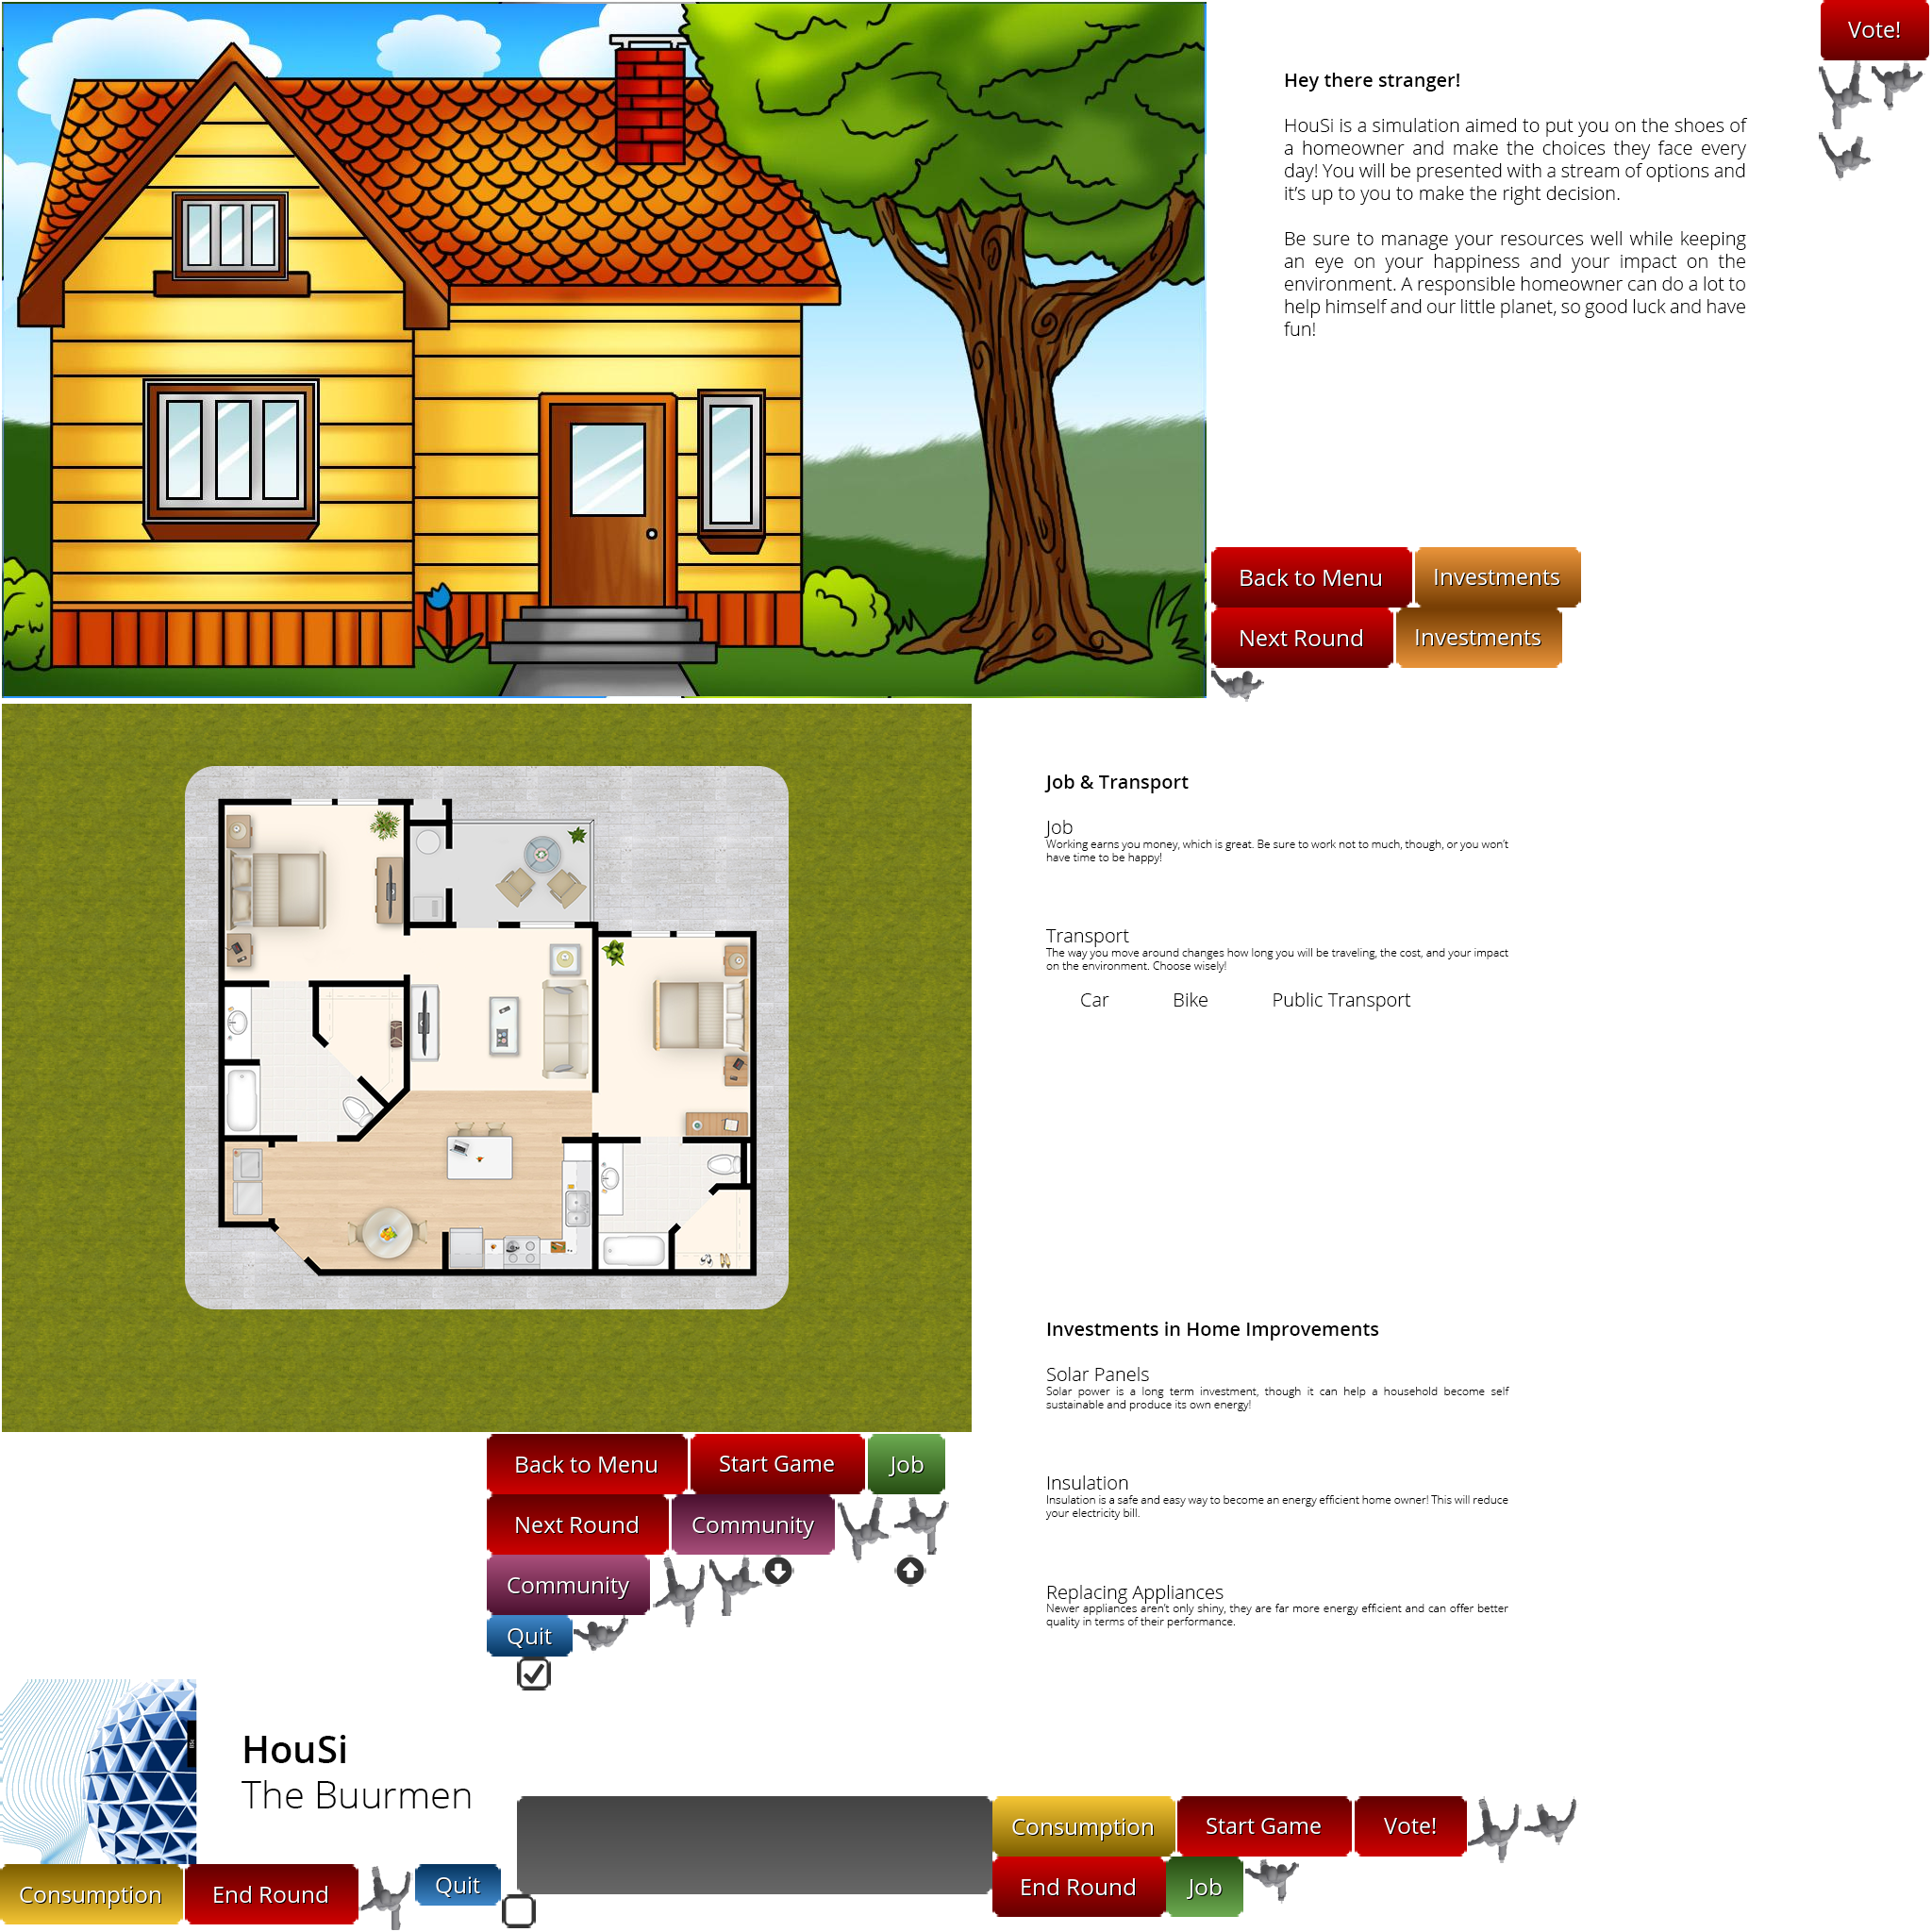 Vote!
Hey there stranger!
HouSi is a simulation aimed to put you on the shoes of
a homeowner and make the choices they face every
day! You will be presented with a stream of options and
it's up to you to make the right decision.
Be sure to manage your resources well while keeping
an eye on your happiness and your impact on the
environment. A responsible homeowner can do a lot to
help himself and our little planet, so good luck and have
fun!
Back to Menu
Investments
Next Round
Investments
Job & Transport
Job
Working earns you money, which is great. Be sure to work not to much, though, or you won't
have time to be happy!
Transport
The way you move around changes how long you will be traveling, the cost, and your impact
on the environment. Choose wisely!
Car
Bike
Public Transport
Investments in Home Improvements
Solar Panels
Solar power is a long term investment, though it can help a household become self
sustainable and produce its own energy!
Insulation
Insulation is a safe and easy way to become an energy efficient home owner! This will reduce
your electricity bill.
Replacing Appliances
Newer appliances aren't only shiny, they are far more energy efficient and can offer better
quality in terms of their performance.
Back to Menu
Start Game
Job
Next Round
Community
Community
Quit
HouSi
The Buurmen
Consumption
Start Game
Vote!
End Round
Job
Consumption
End Round
Quit